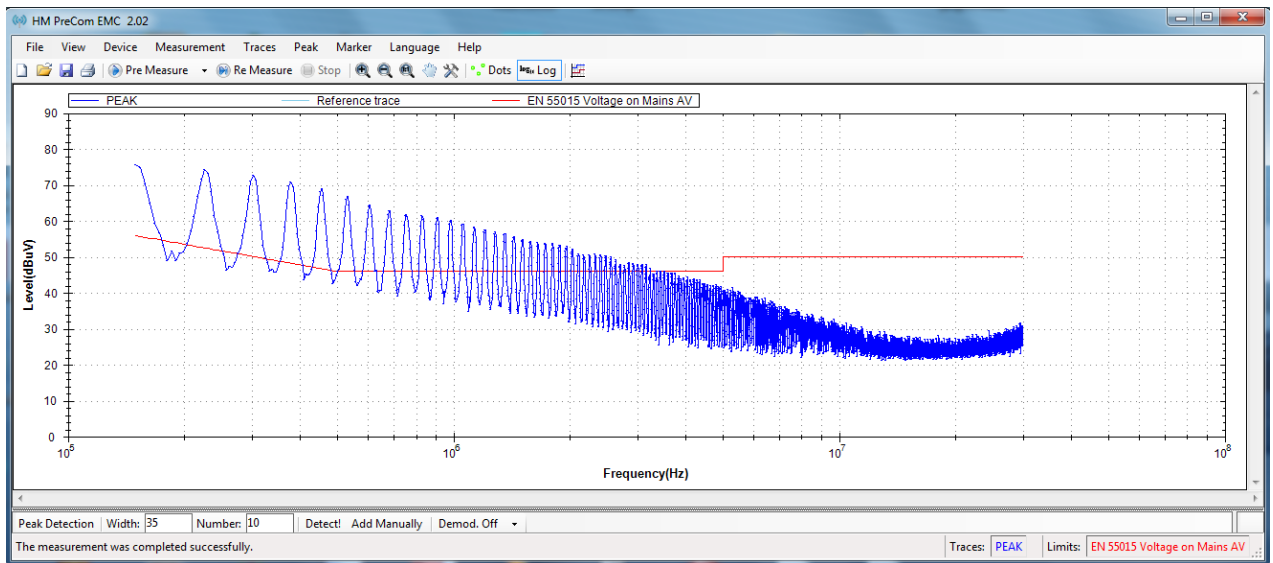 HM PreCom EMC 2.02
File View Device Measurement Traces Peak Marker Language Help
Pre Measure Re Measure Stop Dots Log
PEAK Reference trace EN 55015 Voltage on Mains AV
90
80
70
60
50
40
30
20
10
0
Level(dBuV)
10^5 10^6 10^7 10^8
Frequency(Hz)
Peak Detection Width: 35 Number: 10 Detect! Add Manually Demod. Off
The measurement was completed successfully. Traces: PEAK Limits: EN 55015 Voltage on Mains AV